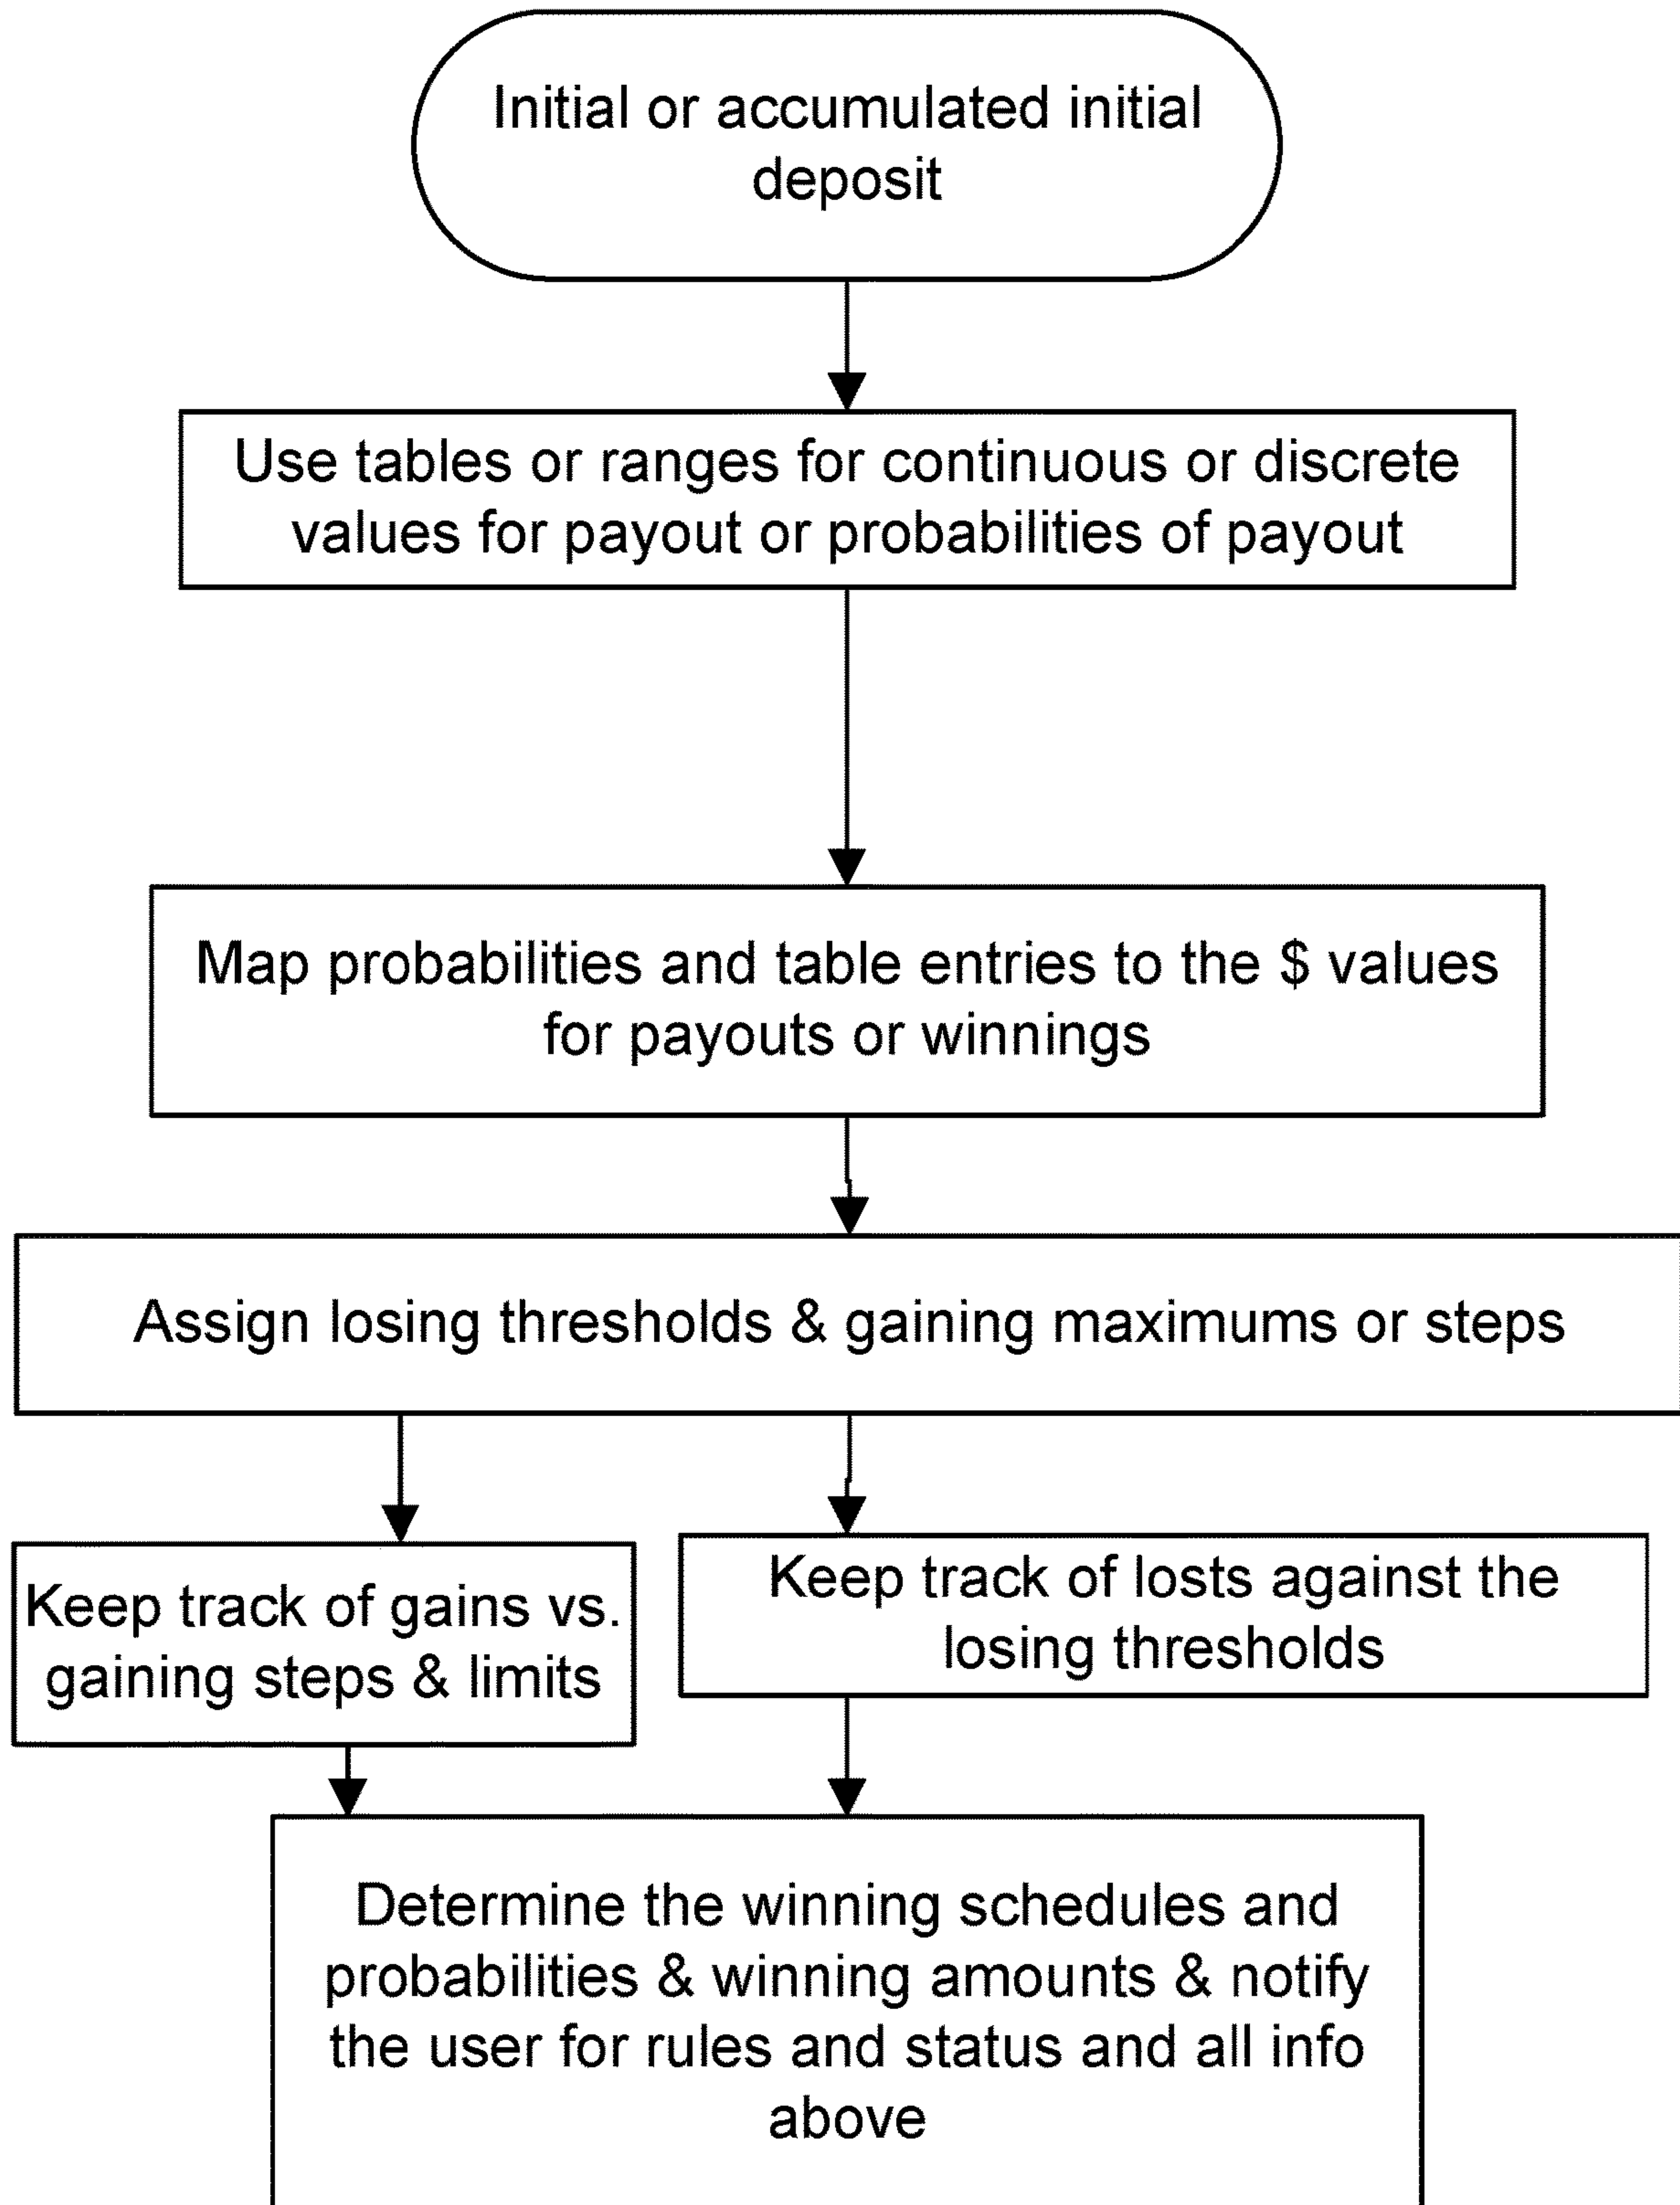 Initial or accumulated initial
deposit
Use tables or ranges for continuous or discrete
values for payout or probabilities of payout
Map probabilities and table entries to the $ values
for payouts or winnings
Assign losing thresholds & gaining maximums or steps
Keep track of gains vs.
gaining steps & limits
Keep track of losts against the
losing thresholds
Determine the winning schedules and
probabilities & winning amounts & notify
the user for rules and status and all info
above